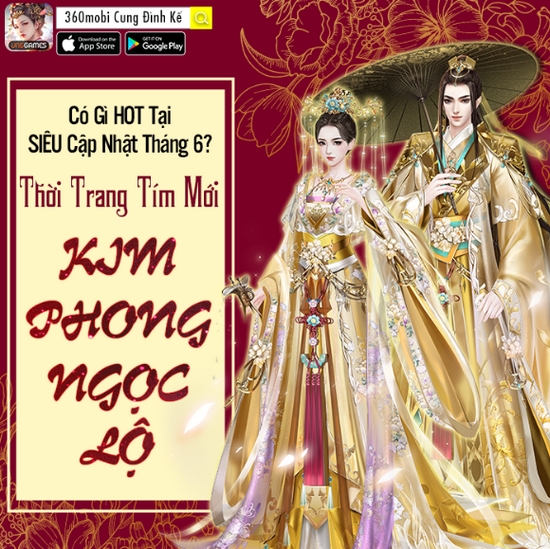 360mobi Cung Đình Kế
VNGGAMES
Download on the
App Store
GET IT ON
Google Play
Có Gì HOT Tại
SIÊU Cập Nhật Tháng 6?
Thời Trang Tím Mới
KIM
PHONG
NGỌC
LỘ